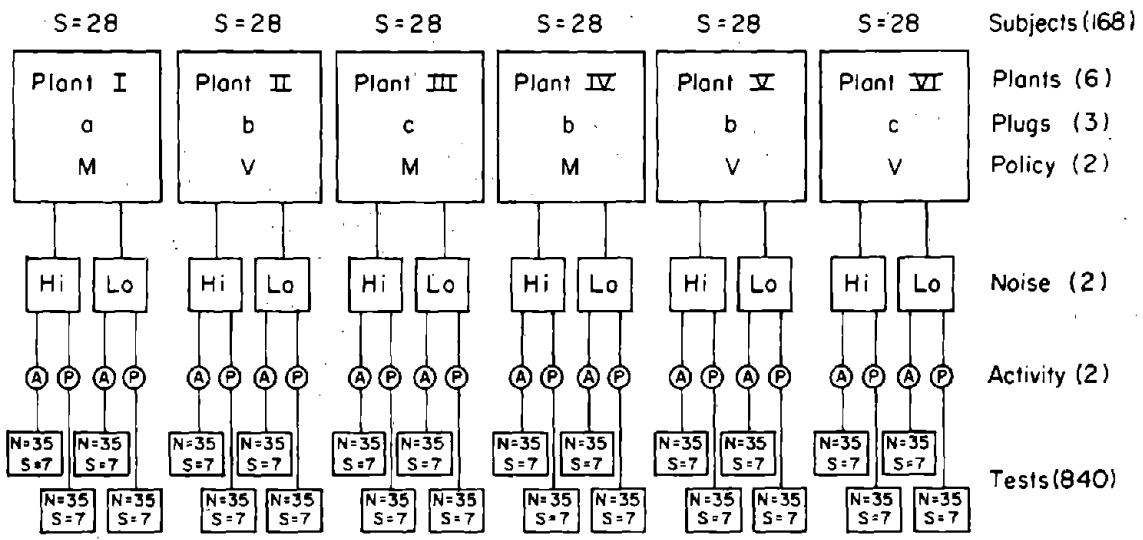 S=28 S=28 S=28 S=28 S=28 S=28 Subjects (168)
Plant I Plant II Plant III Plant IV Plant V Plant VI Plants (6)
a b c b b c Plugs (3)
M V M M V V Policy (2)
Hi Lo Hi Lo Hi Lo Hi Lo Hi Lo Hi Lo Noise (2)
A P A P A P A P A P A P A P A P A P A P A P A P Activity (2)
N=35 N=35 N=35 N=35 N=35 N=35 N=35 N=35 N=35 N=35 N=35 N=35
S=7 S=7 S=7 S=7 S=7 S=7 S=7 S=7 S=7 S=7 S=7 S=7
Tests (840)
N=35 N=35 N=35 N=35 N=35 N=35 N=35 N=35 N=35 N=35 N=35 N=35
S=7 S=7 S=7 S=7 S=7 S=7 S=7 S=7 S=7 S=7 S=7 S=7